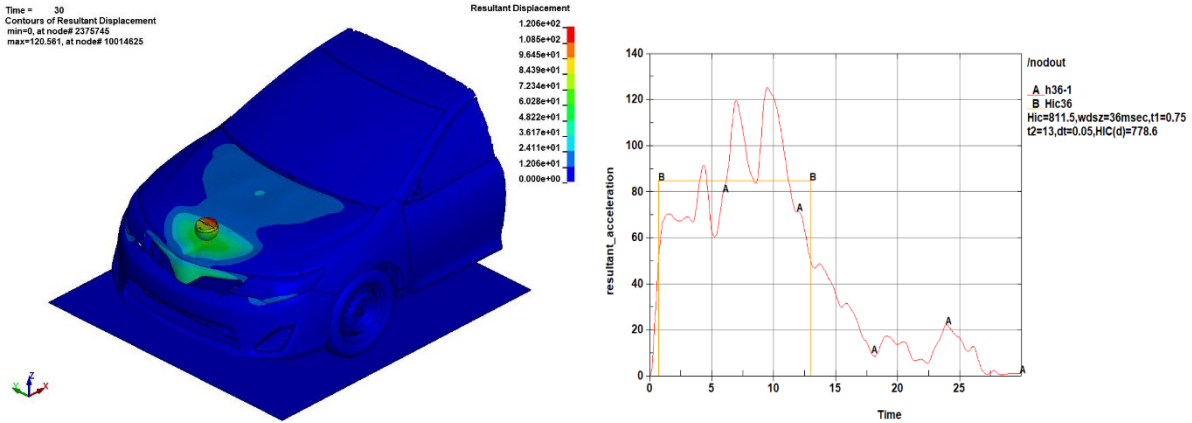 Time =      30
Contours of Resultant Displacement
min=0, at node# 2375745
max=120.561, at node# 10014625
Resultant Displacement
1.206e+02
1.085e+02
9.645e+01
8.439e+01
7.234e+01
6.028e+01
4.822e+01
3.617e+01
2.411e+01
1.206e+01
0.000e+00
Y Z X
140
120
100
80
60
40
20
0
resultant_acceleration
B B
A A
A A A
0 5 10 15 20 25
Time
/nodout
A h36-1
B Hic36
Hic=811.5,wdsz=36msec,t1=0.75
t2=13,dt=0.05,HIC(d)=778.6